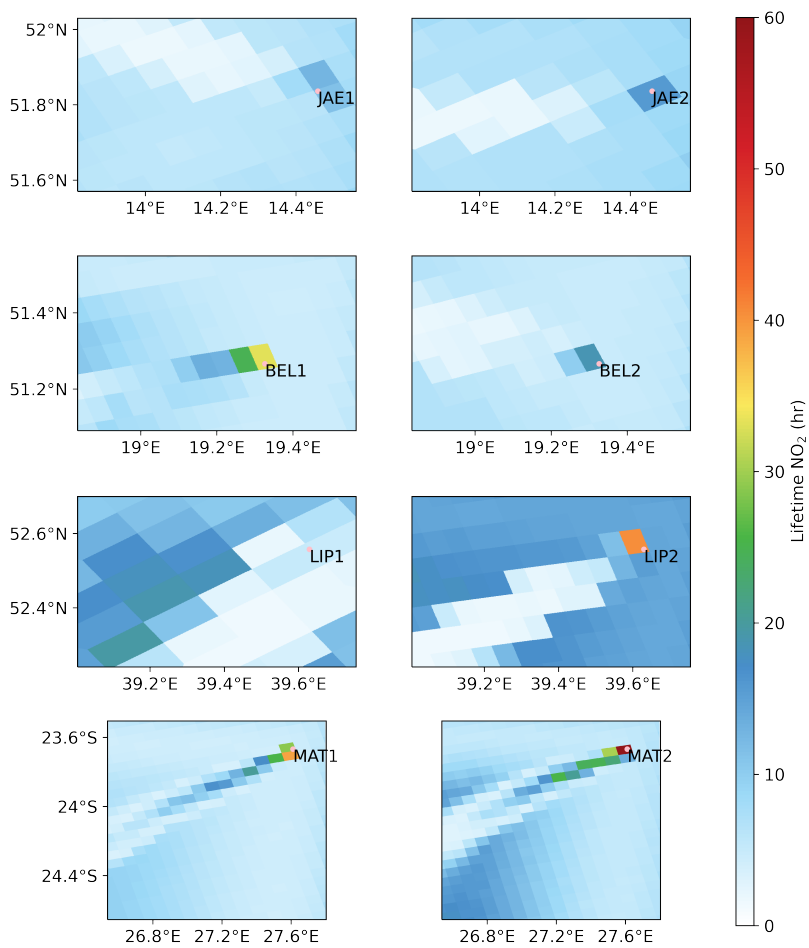 52°N
51.8°N
51.6°N
JAE1
14°E 14.2°E 14.4°E
JAE2
14°E 14.2°E 14.4°E
51.4°N
51.2°N
BEL1
19°E 19.2°E 19.4°E
BEL2
19°E 19.2°E 19.4°E
52.6°N
52.4°N
LIP1
39.2°E 39.4°E 39.6°E
LIP2
39.2°E 39.4°E 39.6°E
23.6°S
24°S
24.4°S
MAT1
26.8°E 27.2°E 27.6°E
MAT2
26.8°E 27.2°E 27.6°E
60
50
40
30
20
10
0
Lifetime NO₂ (hr)